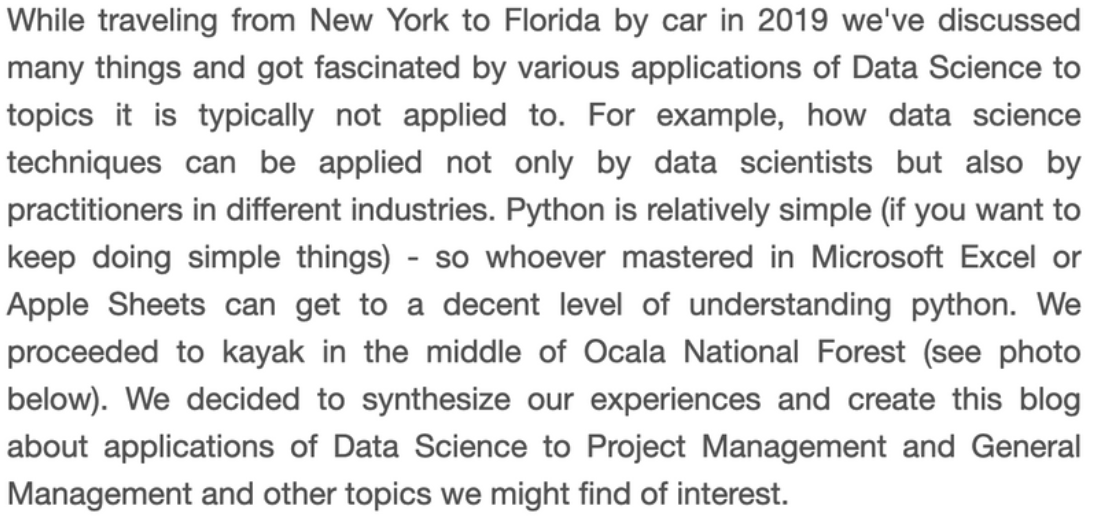 While traveling from New York to Florida by car in 2019 we've discussed
many things and got fascinated by various applications of Data Science to
topics it is typically not applied to. For example, how data science
techniques can be applied not only by data scientists but also by
practitioners in different industries. Python is relatively simple (if you want to
keep doing simple things) - so whoever mastered in Microsoft Excel or
Apple Sheets can get to a decent level of understanding python. We
proceeded to kayak in the middle of Ocala National Forest (see photo
below). We decided to synthesize our experiences and create this blog
about applications of Data Science to Project Management and General
Management and other topics we might find of interest.